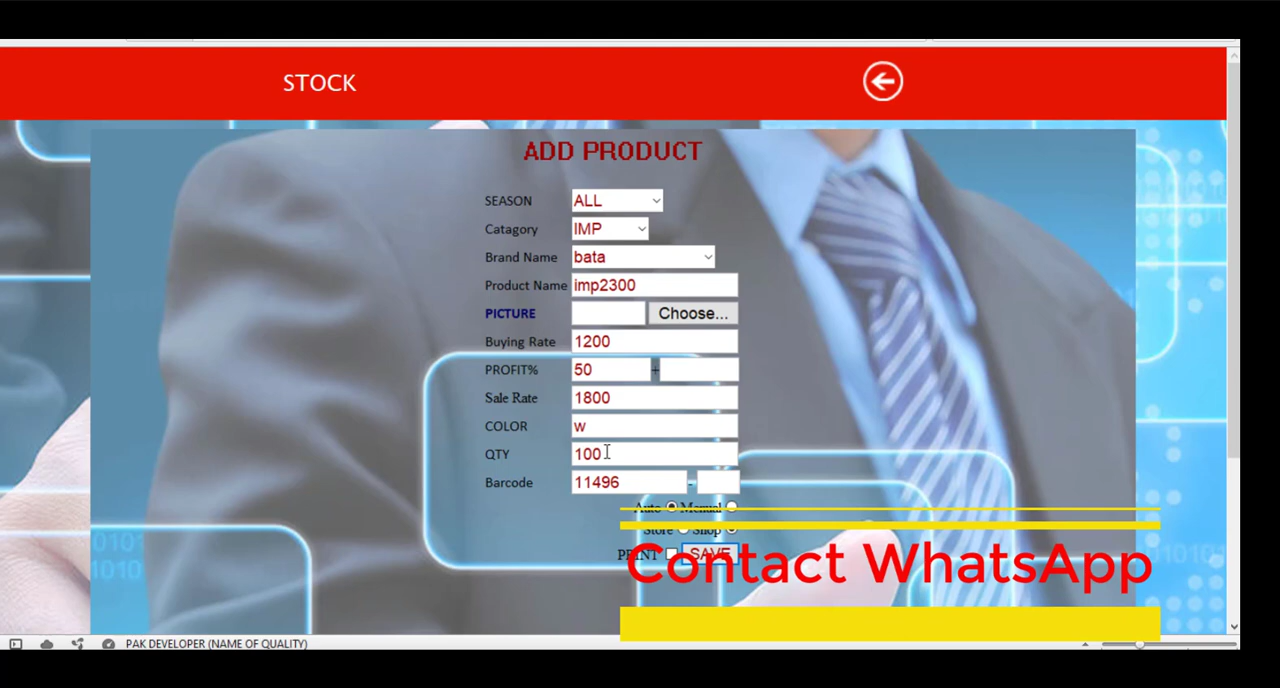 STOCK
ADD PRODUCT
SEASON ALL
Catagory IMP
Brand Name bata
Product Name imp2300
PICTURE Choose...
Buying Rate 1200
PROFIT% 50 +
Sale Rate 1800
COLOR w
QTY 100
Barcode 11496 -
Auto Manual
Store Shop
PRINT SAVE
Contact WhatsApp
PAK DEVELOPER (NAME OF QUALITY)